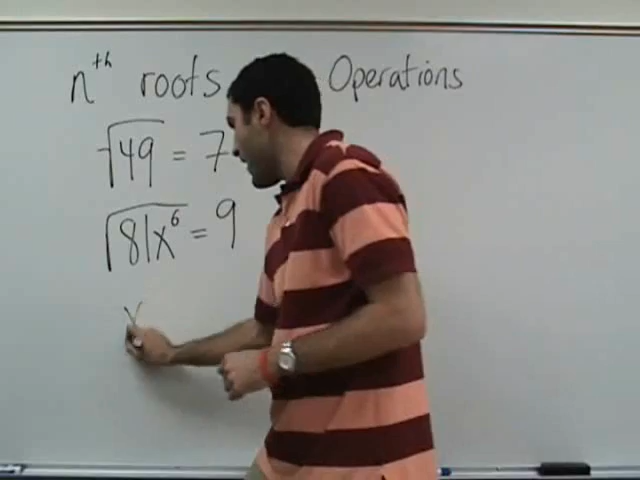 nth roots Operations
√49 = 7
√81x⁶ = 9
x